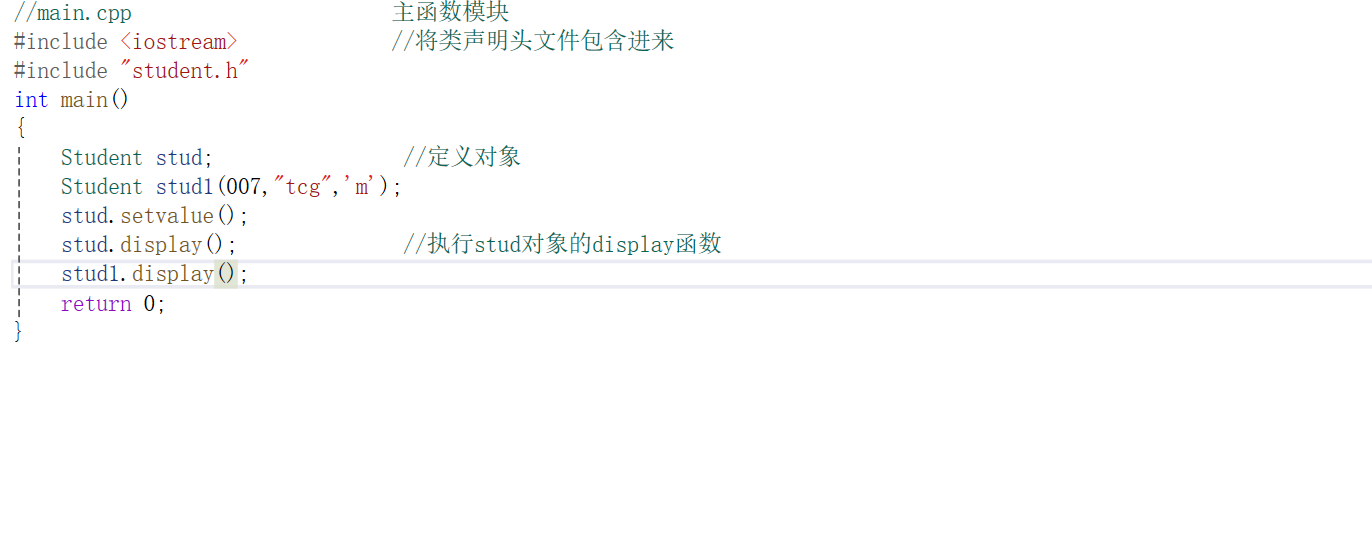 //main.cpp 主函数模块
#include <iostream> //将类声明头文件包含进来
#include "student.h"
int main()
{
Student stud; //定义对象
Student stud1(007,"tcg",'m');
stud.setvalue();
stud.display(); //执行stud对象的display函数
stud1.display();
return 0;
}